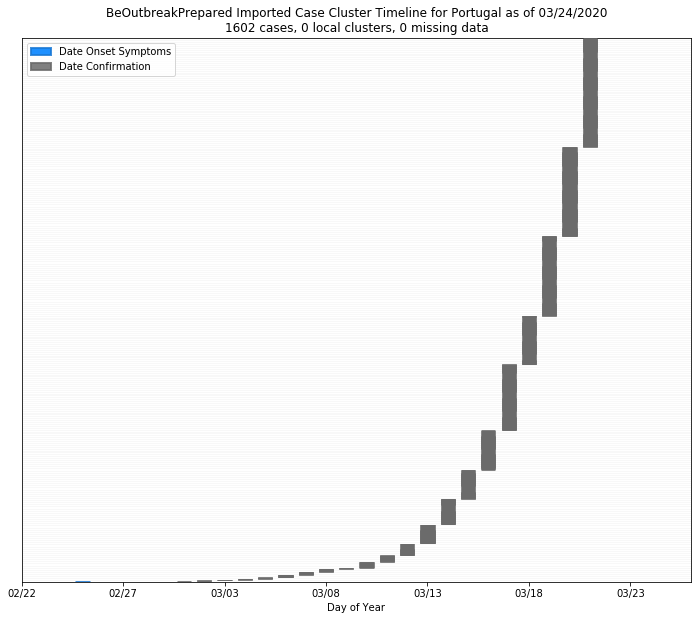 BeOutbreakPrepared Imported Case Cluster Timeline for Portugal as of 03/24/2020
1602 cases, 0 local clusters, 0 missing data
Date Onset Symptoms
Date Confirmation
02/22 02/27 03/03 03/08 03/13 03/18 03/23
Day of Year